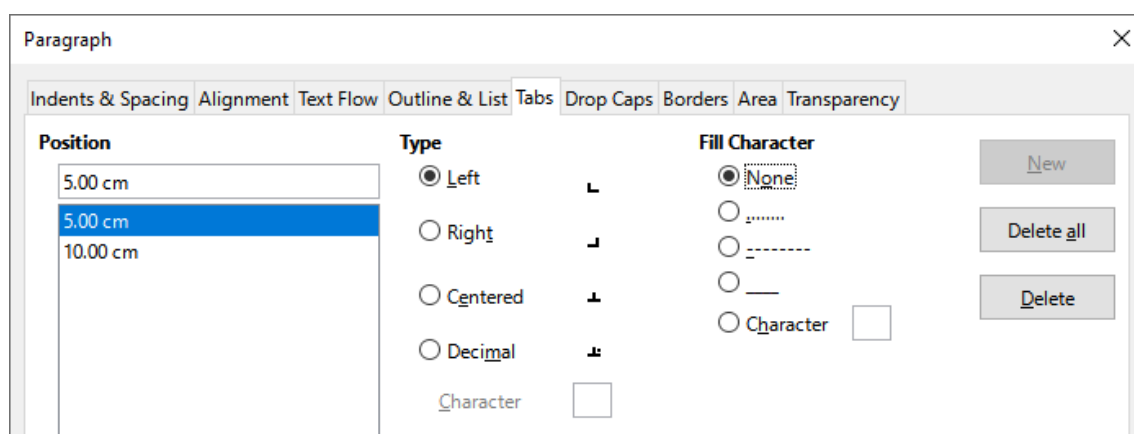 Paragraph
Indents & Spacing Alignment Text Flow Outline & List Tabs Drop Caps Borders Area Transparency
Position
5.00 cm
5.00 cm
10.00 cm
Type
Left
Right
Centered
Decimal
Character
Fill Character
None
........
--------
____
Character
New
Delete all
Delete